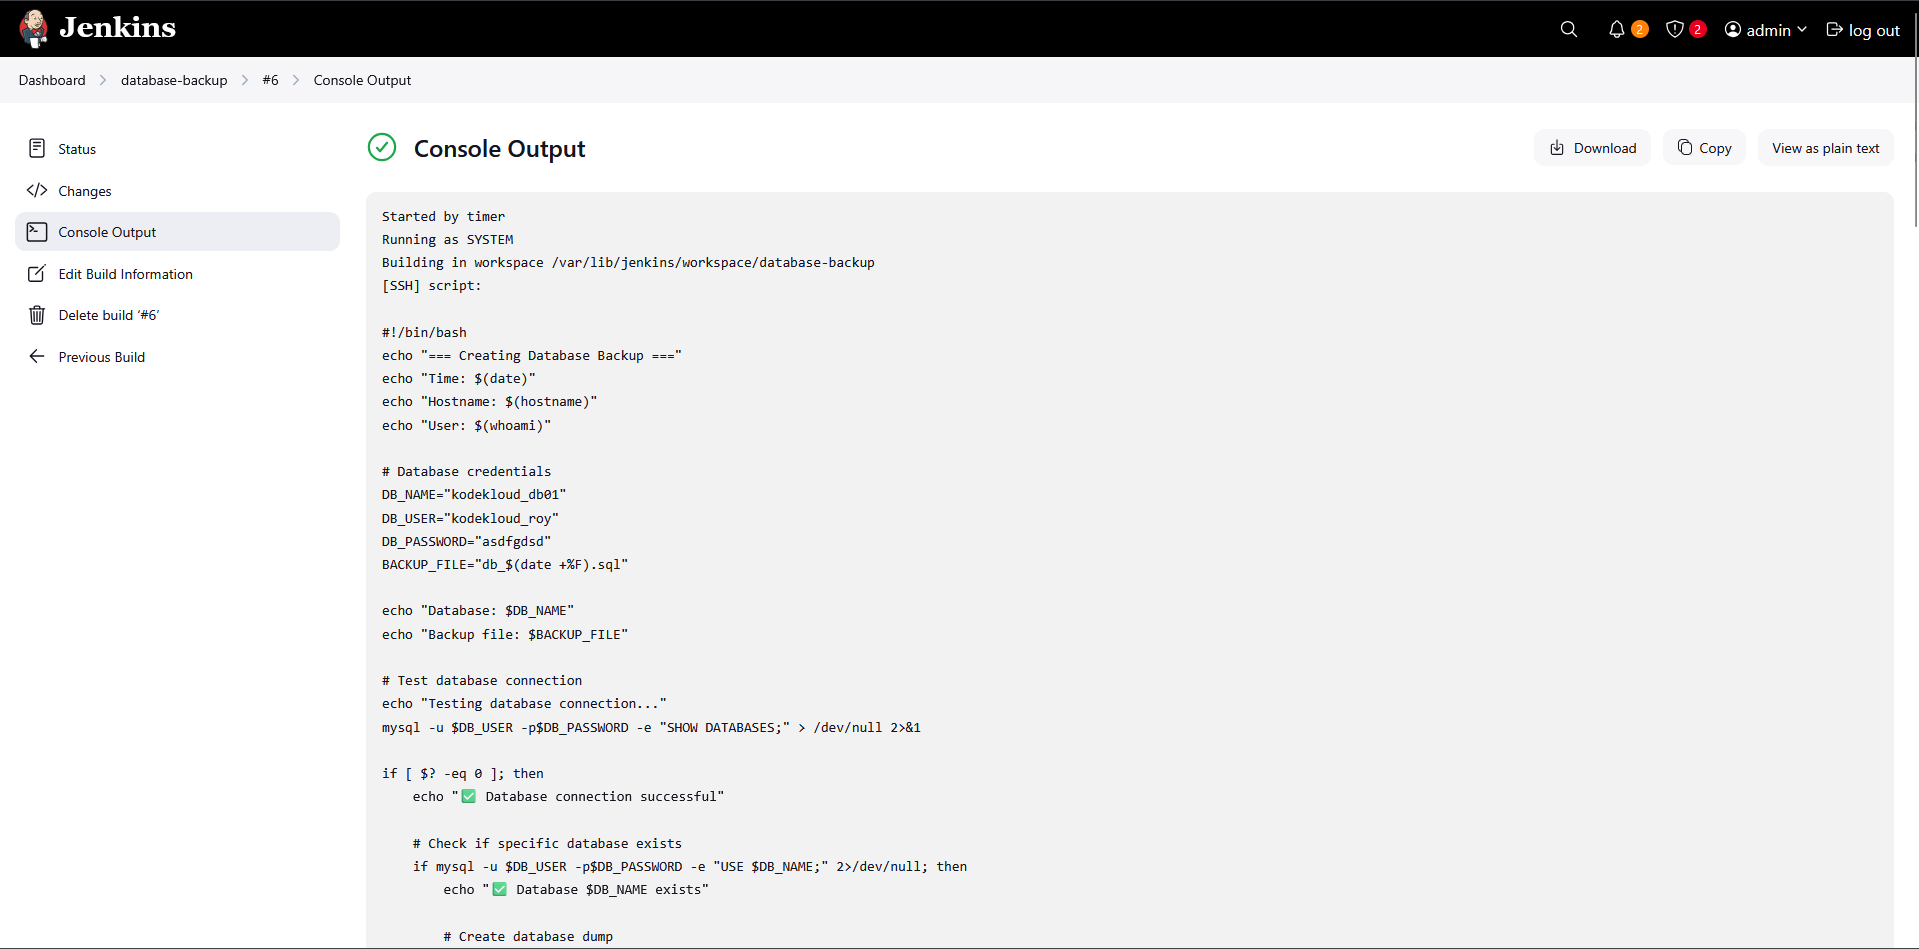 Jenkins
2
2
admin
log out
Dashboard
database-backup
#6
Console Output
Status
Changes
Console Output
Edit Build Information
Delete build ‘#6’
Previous Build
Console Output
Download
Copy
View as plain text
Started by timer
Running as SYSTEM
Building in workspace /var/lib/jenkins/workspace/database-backup
[SSH] script:
#!/bin/bash
echo "=== Creating Database Backup ==="
echo "Time: $(date)"
echo "Hostname: $(hostname)"
echo "User: $(whoami)"
# Database credentials
DB_NAME="kodekloud_db01"
DB_USER="kodekloud_roy"
DB_PASSWORD="asdfgdsd"
BACKUP_FILE="db_$(date +%F).sql"
echo "Database: $DB_NAME"
echo "Backup file: $BACKUP_FILE"
# Test database connection
echo "Testing database connection..."
mysql -u $DB_USER -p$DB_PASSWORD -e "SHOW DATABASES;" > /dev/null 2>&1
if [ $? -eq 0 ]; then
echo "✅ Database connection successful"
# Check if specific database exists
if mysql -u $DB_USER -p$DB_PASSWORD -e "USE $DB_NAME;" 2>/dev/null; then
echo "✅ Database $DB_NAME exists"
# Create database dump